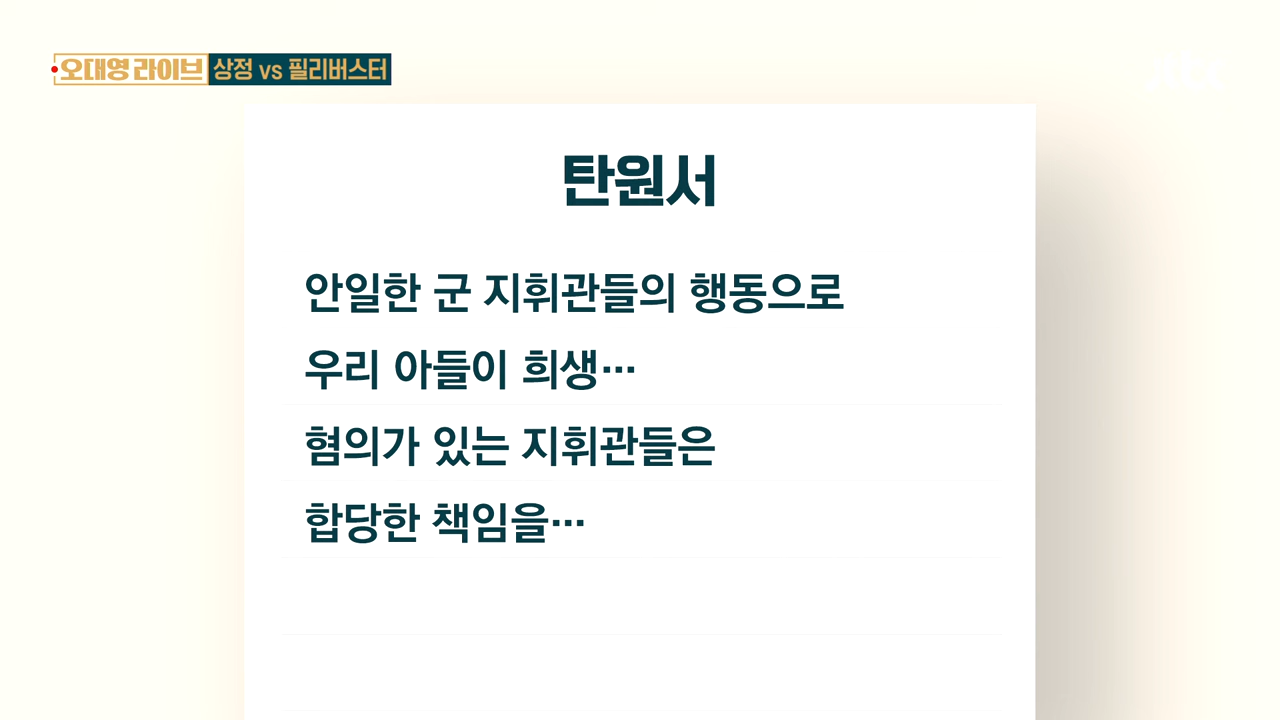 오대영 라이브 상정 vs 필리버스터
jtbc
탄원서
안일한 군 지휘관들의 행동으로
우리 아들이 희생…
혐의가 있는 지휘관들은
합당한 책임을…